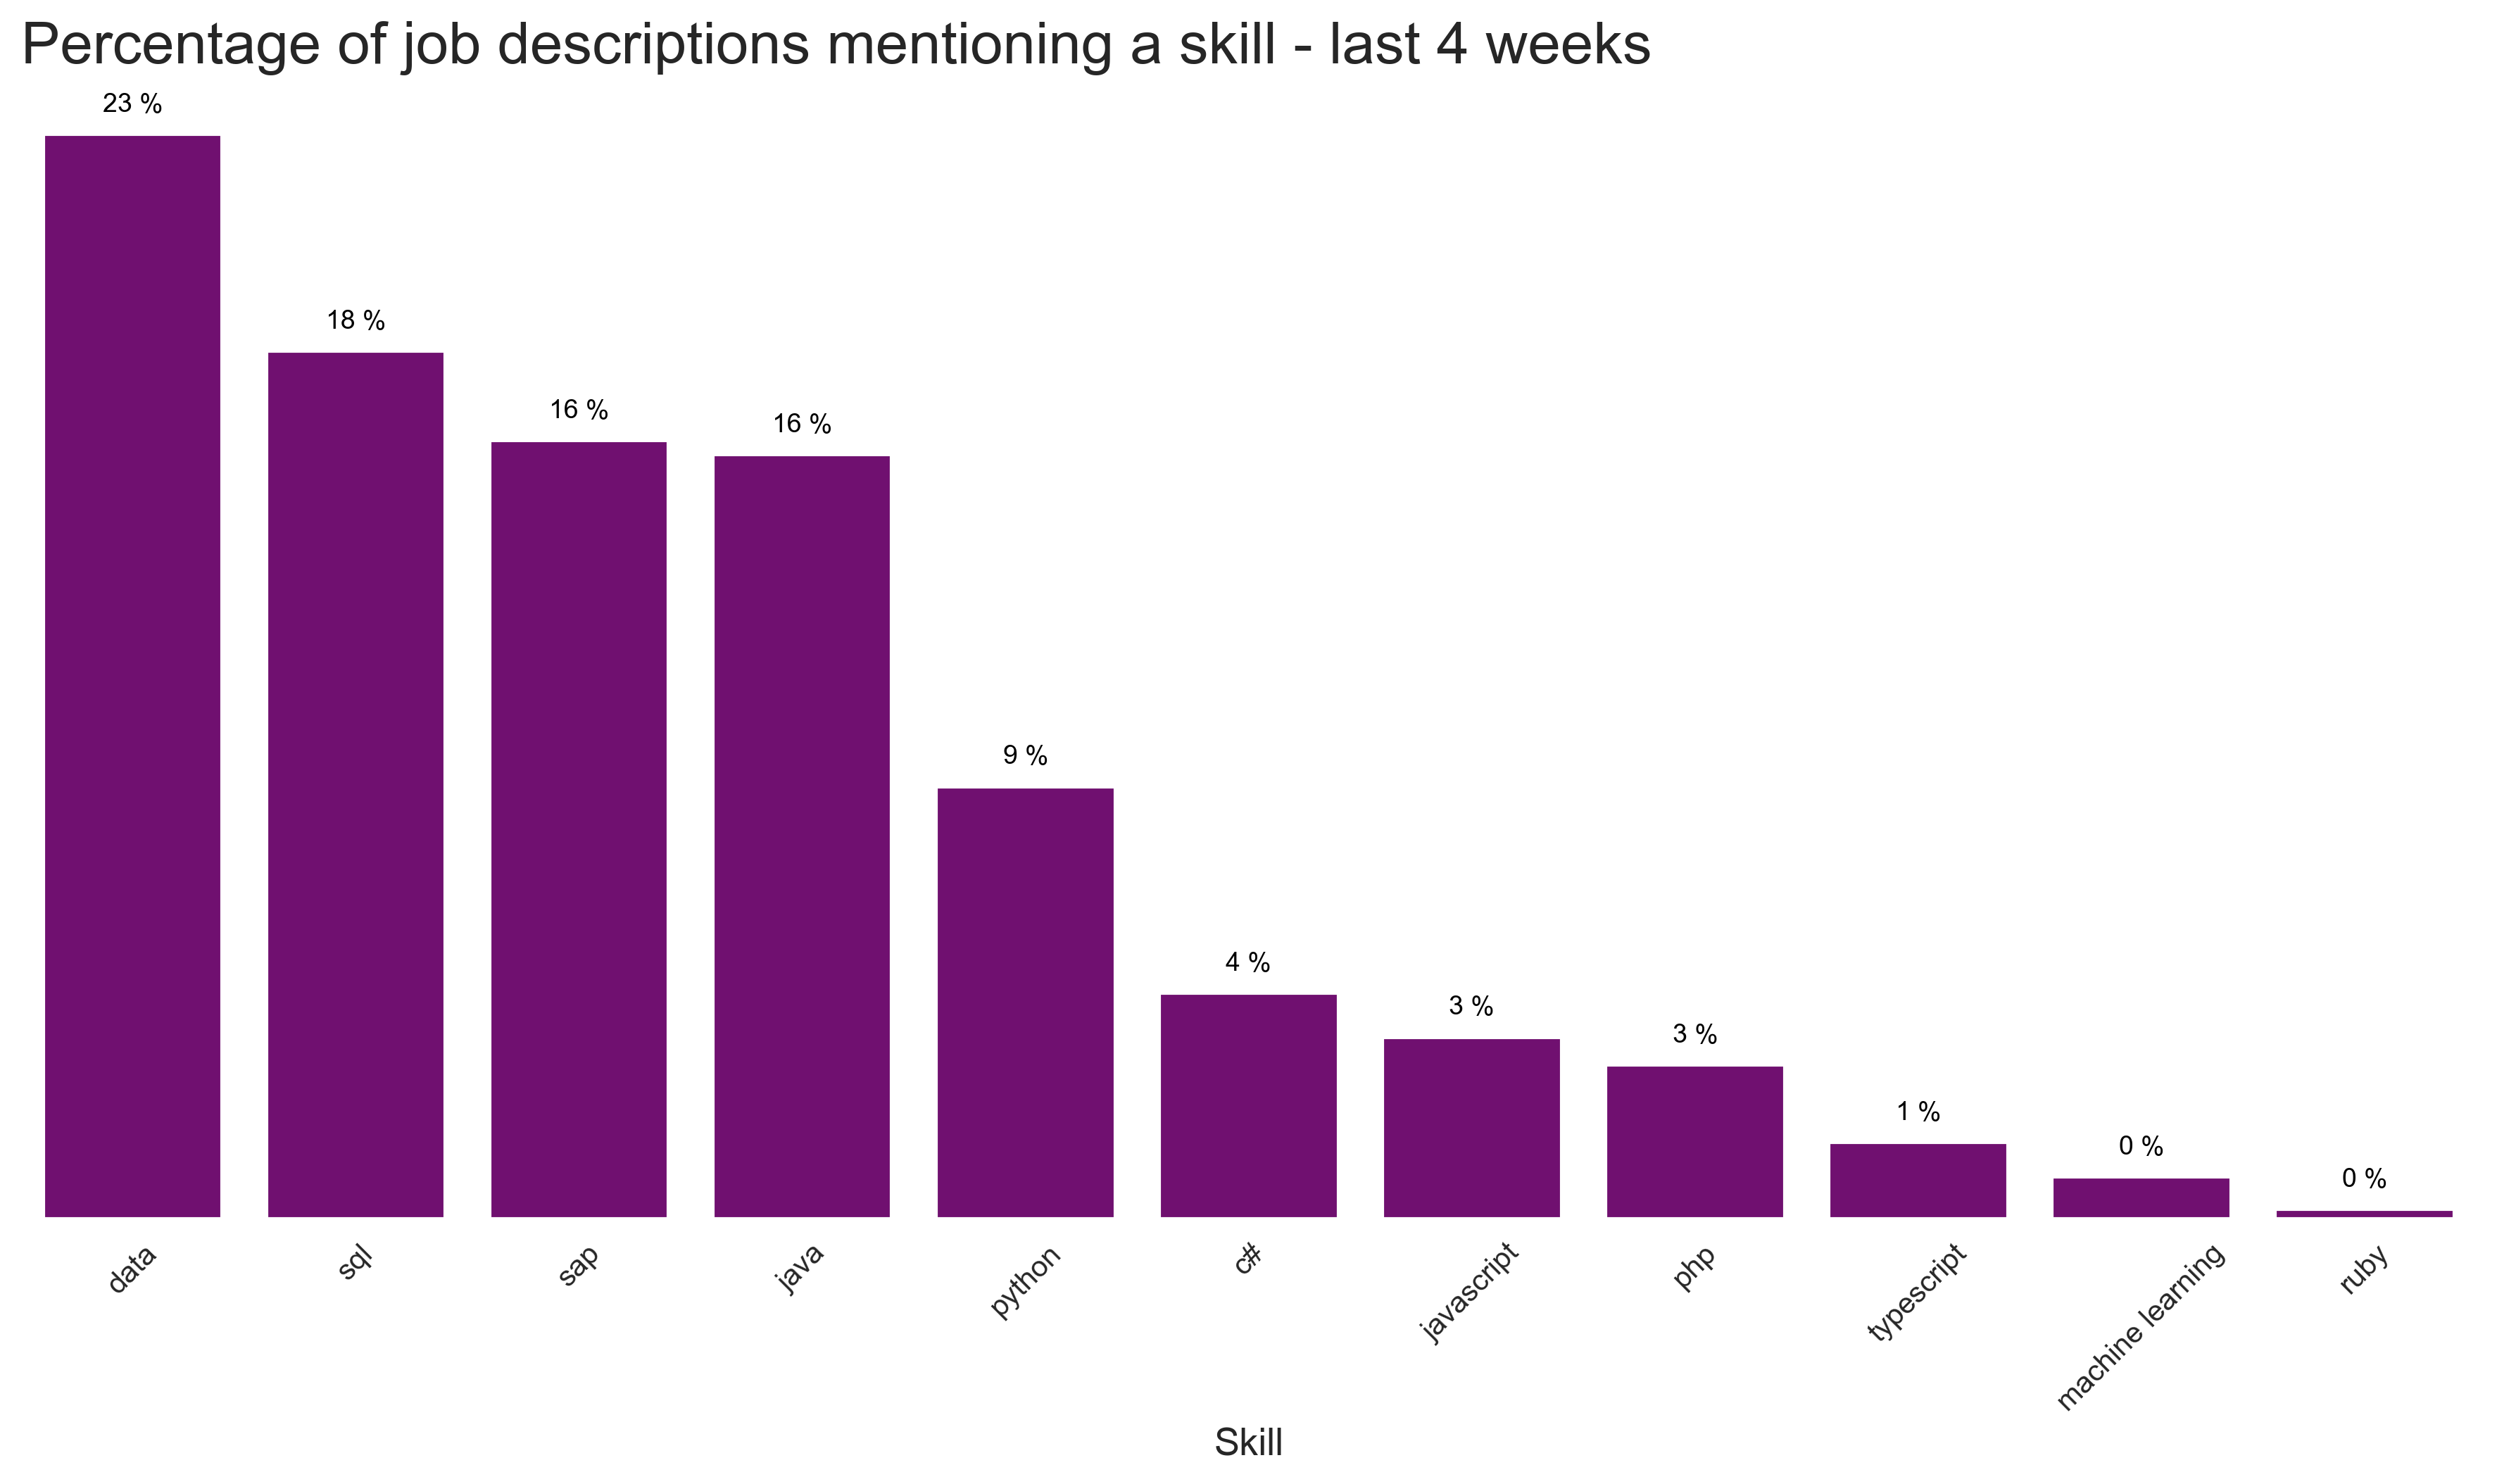 Percentage of job descriptions mentioning a skill - last 4 weeks
23 %
18 %
16 %
16 %
9 %
4 %
3 %
3 %
1 %
0 %
0 %
data
sql
sap
java
python
c#
javascript
php
typescript
machine learning
ruby
Skill